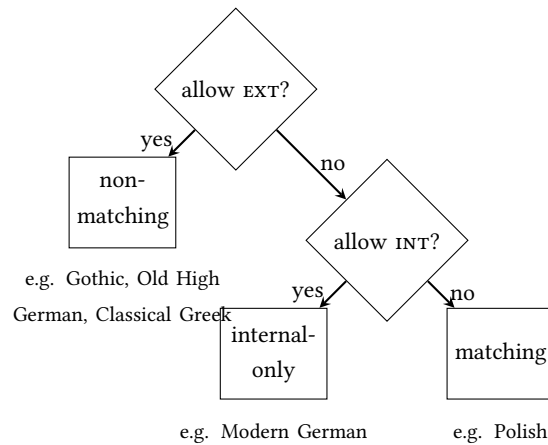 allow EXT?
yes
no
non-
matching
allow INT?
e.g. Gothic, Old High
German, Classical Greek
yes
no
internal-
only
matching
e.g. Modern German
e.g. Polish